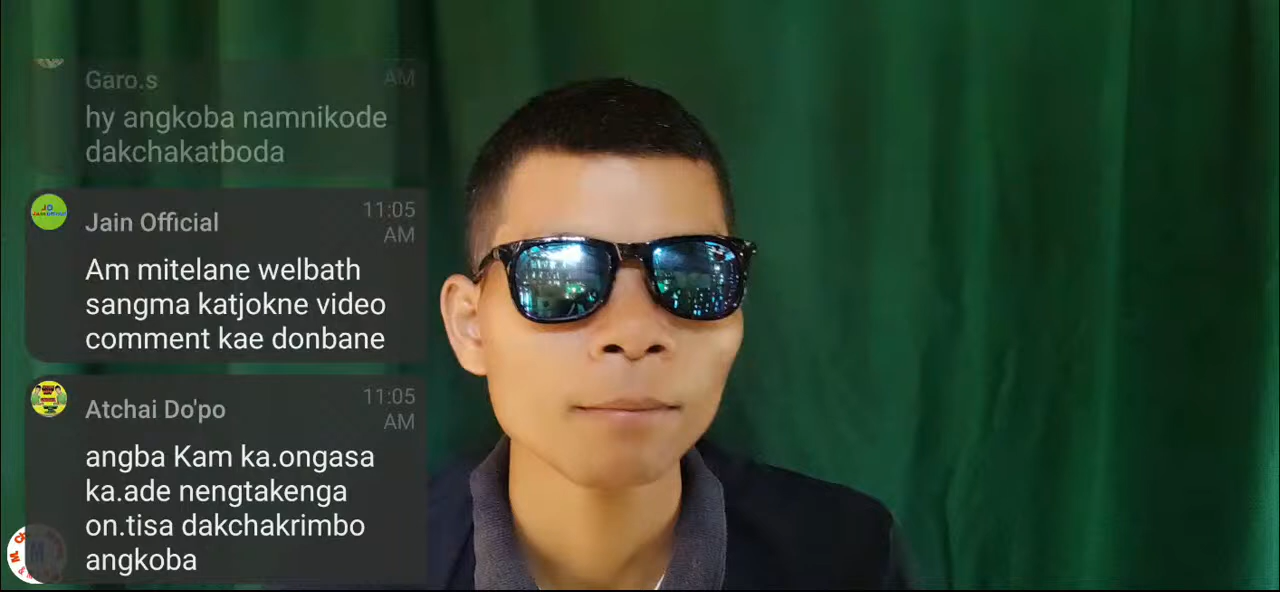 Garo.s
AM
hy angkoba namnikode
dakchakatboda
Jain Official
11:05
AM
Am mitelane welbath
sangma katjokne video
comment kae donbane
Atchai Do'po
11:05
AM
angba Kam ka.ongasa
ka.ade nengtakenga
on.tisa dakchakrimbo
angkoba